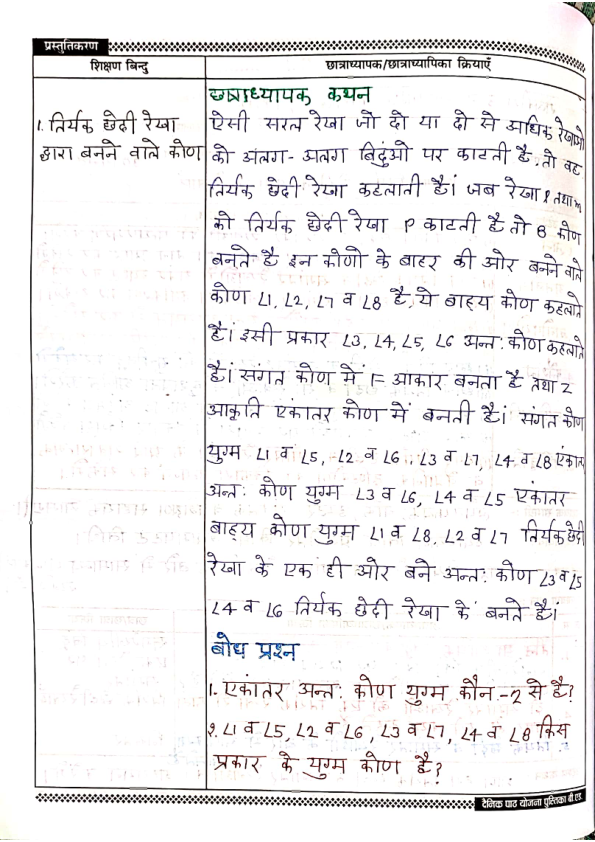 प्रस्तुतिकरण
शिक्षण बिन्दु
छात्राध्यापक/छात्राध्यापिका क्रियाएँ
छात्राध्यापक कथन
1. तिर्यक छेदी रेखा
द्वारा बनने वाले कोण
ऐसी सरल रेखा जो दो या दो से अधिक रेखाओ
को अलग-अलग बिंदुओ पर काटती है, तो वह
तिर्यक छेदी रेखा कहलाती है। जब रेखा l तथा m
को तिर्यक छेदी रेखा P काटती है तो 8 कोण
बनते है इन कोणो के बाहर की ओर बनने वाले
कोण ∠1, ∠2, ∠7 व ∠8 है, ये बाह्य कोण कहलाते
है। इसी प्रकार ∠3, ∠4, ∠5, ∠6 अन्तः कोण कहलाते
है। संगत कोण में F आकार बनता है तथा Z
आकृति एकांतर कोण में बनती है। संगत कोण
युग्म ∠1 व ∠5, ∠2 व ∠6, ∠3 व ∠7, ∠4 व ∠8 एकांतर
अन्तः कोण युग्म ∠3 व ∠6, ∠4 व ∠5 एकांतर
बाह्य कोण युग्म ∠1 व ∠8, ∠2 व ∠7 तिर्यक छेदी
रेखा के एक ही ओर बने अन्तः कोण ∠3 व ∠5
∠4 व ∠6 तिर्यक छेदी रेखा के बनते है।
बोध प्रश्न
1. एकांतर अन्तः कोण युग्म कौन-2 से है?
2. ∠1 व ∠5, ∠2 व ∠6, ∠3 व ∠7, ∠4 व ∠8 किस
प्रकार के युग्म कोण है?
दैनिक पाठ योजना पुस्तिका बी.एड.